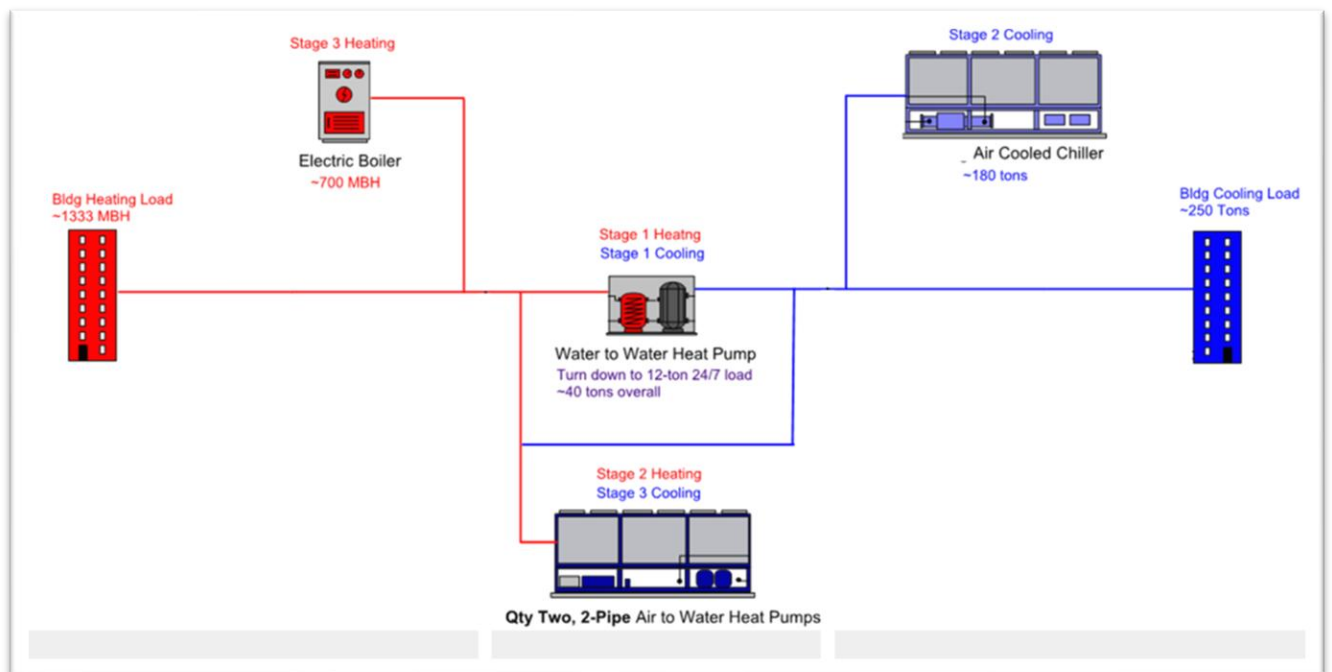 Stage 3 Heating
Stage 2 Cooling
Electric Boiler
~700 MBH
Air Cooled Chiller
~180 tons
Bldg Heating Load
~1333 MBH
Bldg Cooling Load
~250 Tons
Stage 1 Heatng
Stage 1 Cooling
Water to Water Heat Pump
Turn down to 12-ton 24/7 load
~40 tons overall
Stage 2 Heating
Stage 3 Cooling
Qty Two, 2-Pipe Air to Water Heat Pumps